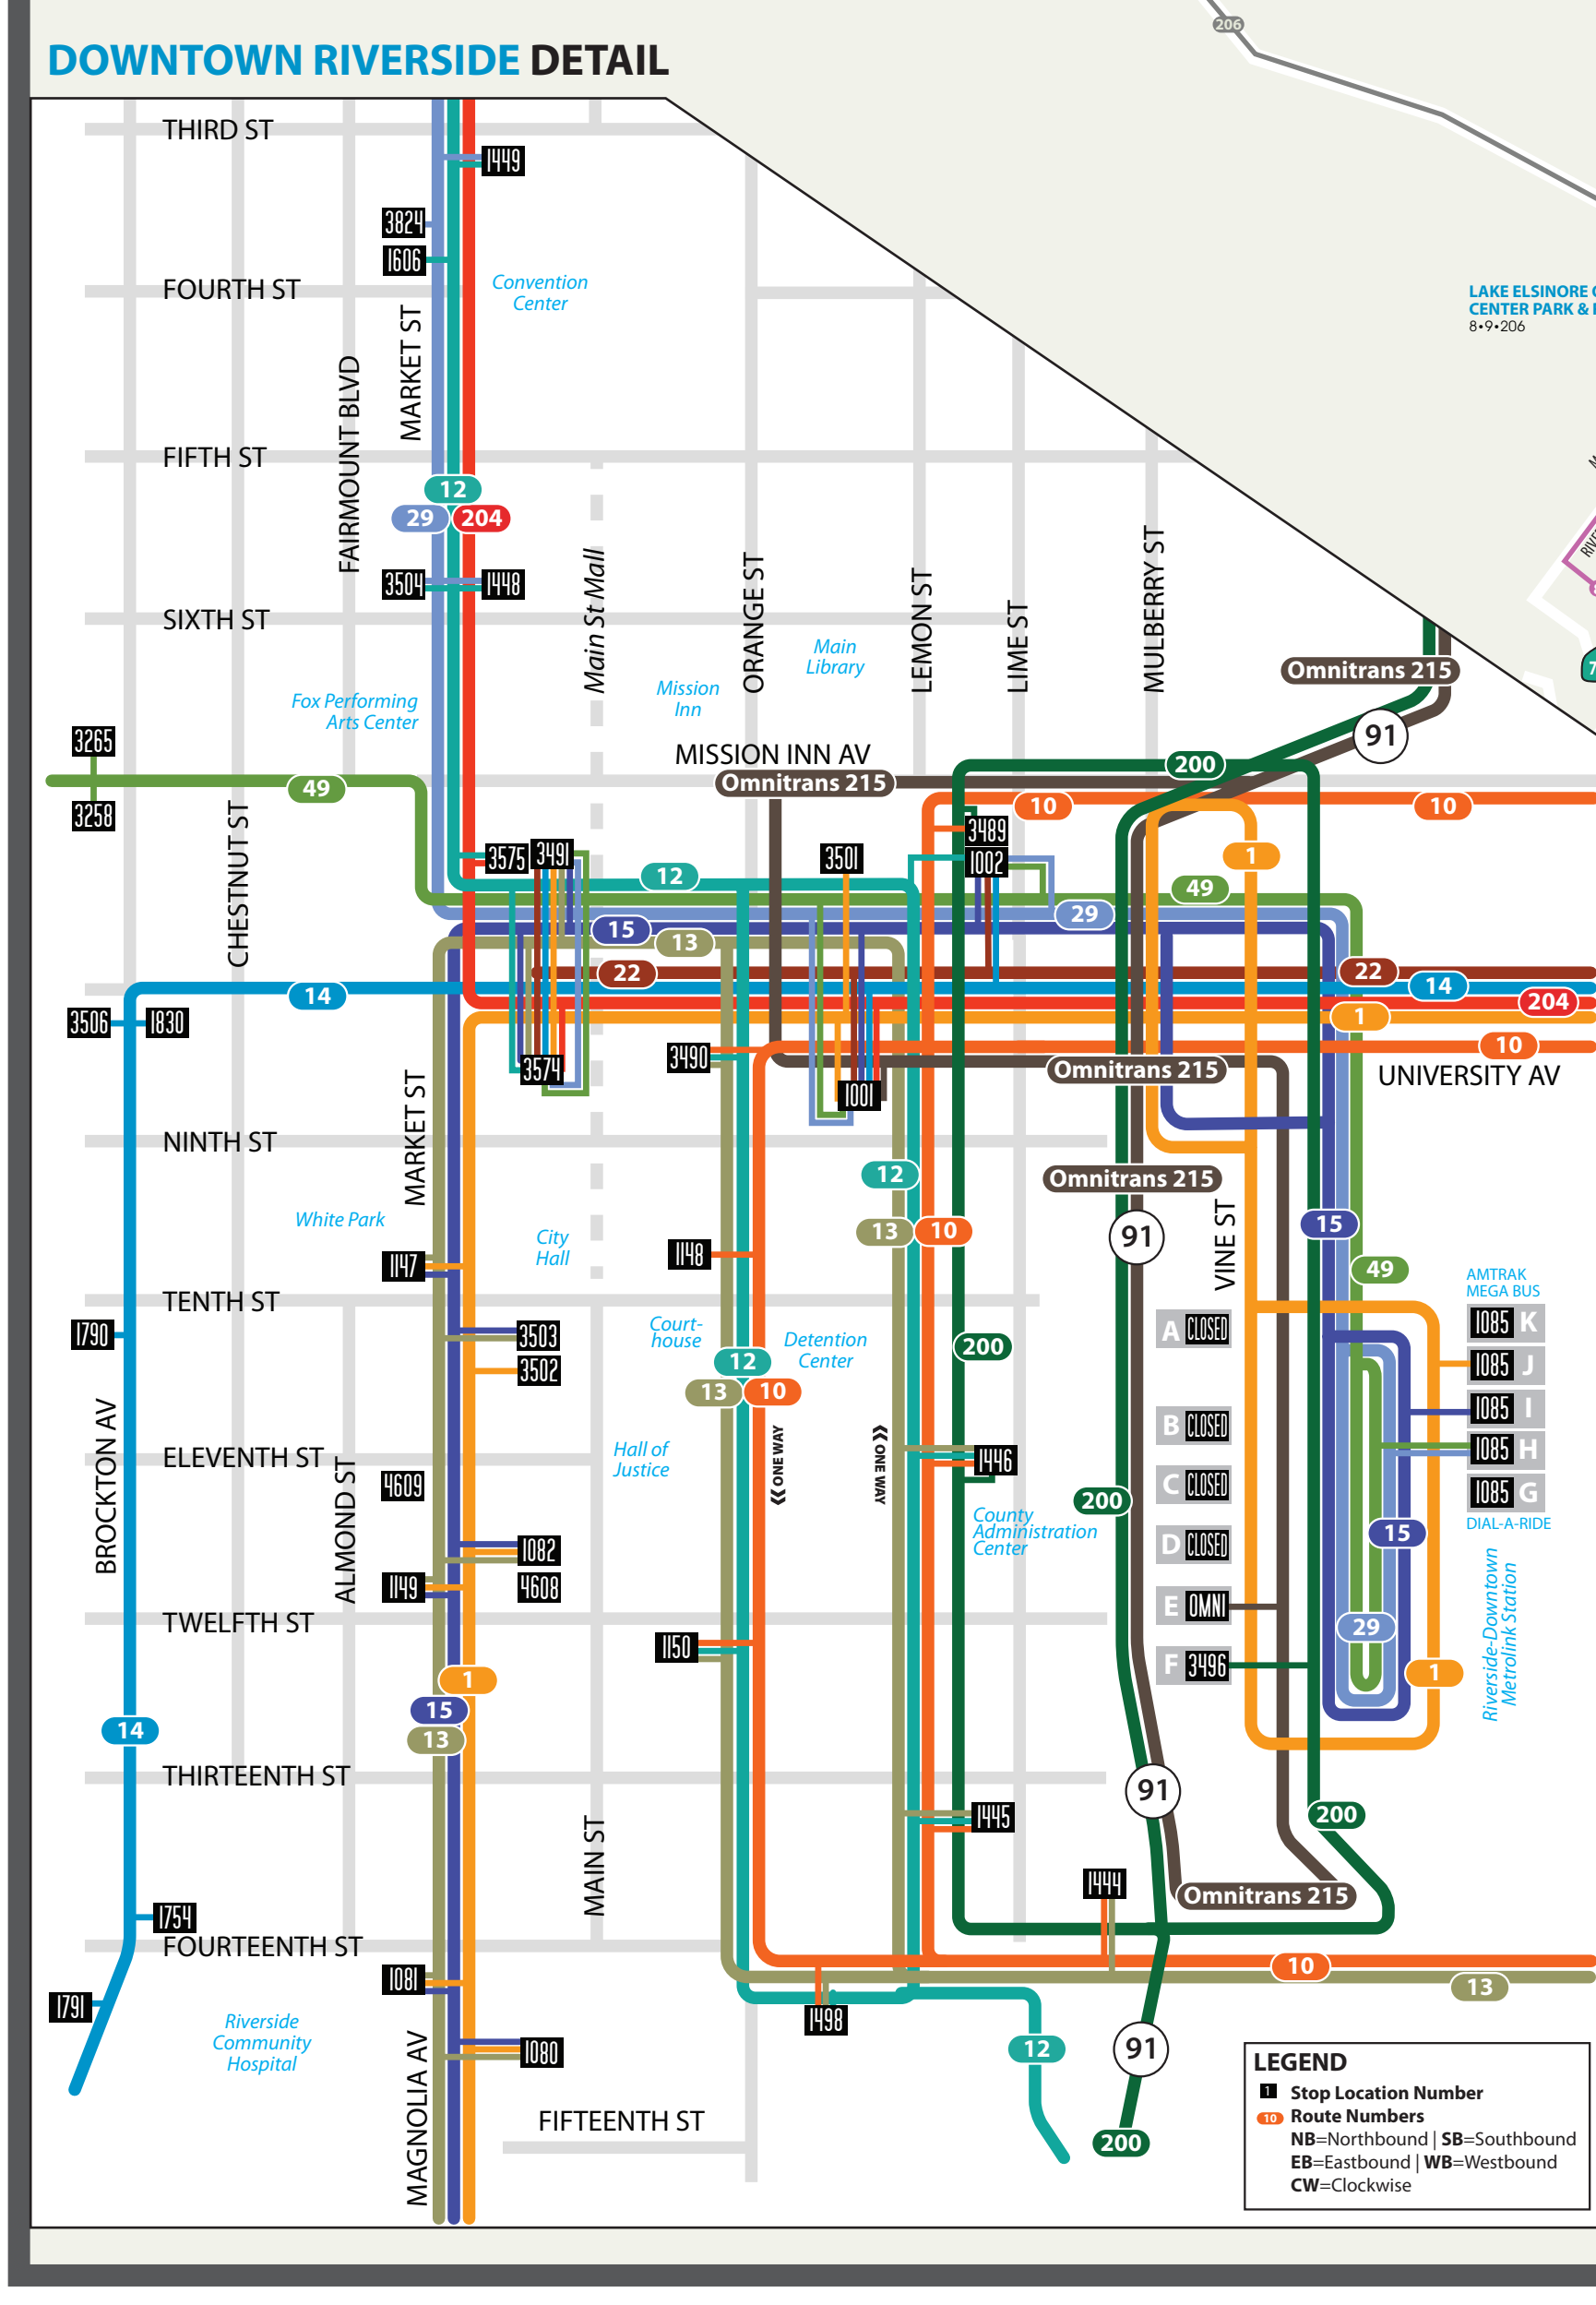 206
DOWNTOWN RIVERSIDE DETAIL
THIRD ST
1449
3824
1606
FOURTH ST
Convention
Center
LAKE ELSINORE
CENTER PARK &
8•9•206
MARKET ST
FAIRMOUNT BLVD
FIFTH ST
12
29
204
3504
1448
SIXTH ST
Main St Mall
ORANGE ST
LEMON ST
LIME ST
MULBERRY ST
Main
Library
Mission
Inn
Fox Performing
Arts Center
Omnitrans 215
91
3265
3258
49
MISSION INN AV
Omnitrans 215
200
10
10
CHESTNUT ST
3575
3491
3501
3489
1002
1
12
49
29
15
13
22
22
14
14
204
1
10
3506
1830
3574
3490
1001
Omnitrans 215
UNIVERSITY AV
MARKET ST
NINTH ST
12
Omnitrans 215
White Park
City
Hall
13
10
91
VINE ST
15
1147
1148
49
TENTH ST
AMTRAK
MEGA BUS
1790
3503
3502
Court-
house
Detention
Center
200
A CLOSED
1085 K
1085 J
12
13
10
1085 I
BROCKTON AV
ELEVENTH ST
ALMOND ST
Hall of
Justice
ONE WAY
ONE WAY
1446
B CLOSED
1085 H
4609
C CLOSED
1085 G
200
County
Administration
Center
DIAL-A-RIDE
15
1082
D CLOSED
1149
4608
E OMNI
Riverside-Downtown
Metrolink Station
TWELFTH ST
29
1150
F 3496
1
1
15
14
13
THIRTEENTH ST
91
MAIN ST
1445
200
1444
Omnitrans 215
1754
FOURTEENTH ST
10
1081
13
1791
1498
Riverside
Community
Hospital
1080
12
91
MAGNOLIA AV
FIFTEENTH ST
200
LEGEND
1 Stop Location Number
10 Route Numbers
NB=Northbound | SB=Southbound
EB=Eastbound | WB=Westbound
CW=Clockwise